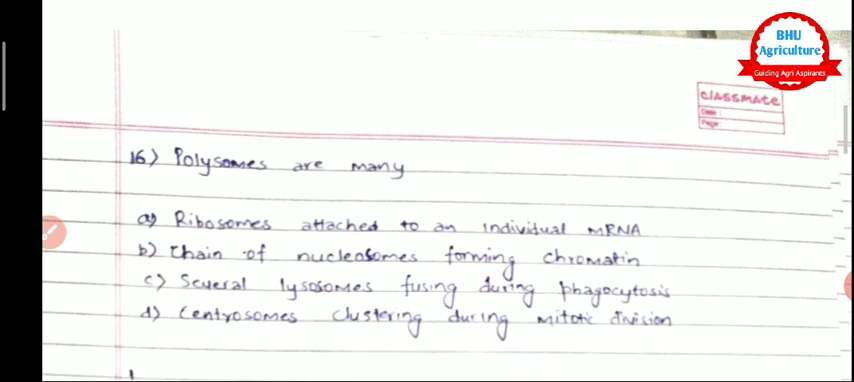 BHU
Agriculture
Guiding Agri Aspirants
CLASSMATE
Date :
Page :
16) Polysomes are many
a) Ribosomes attached to an individual mRNA
b) Chain of nucleosomes forming chromatin
c) Several lysosomes fusing during phagocytosis
d) Centrosomes clustering during mitotic division